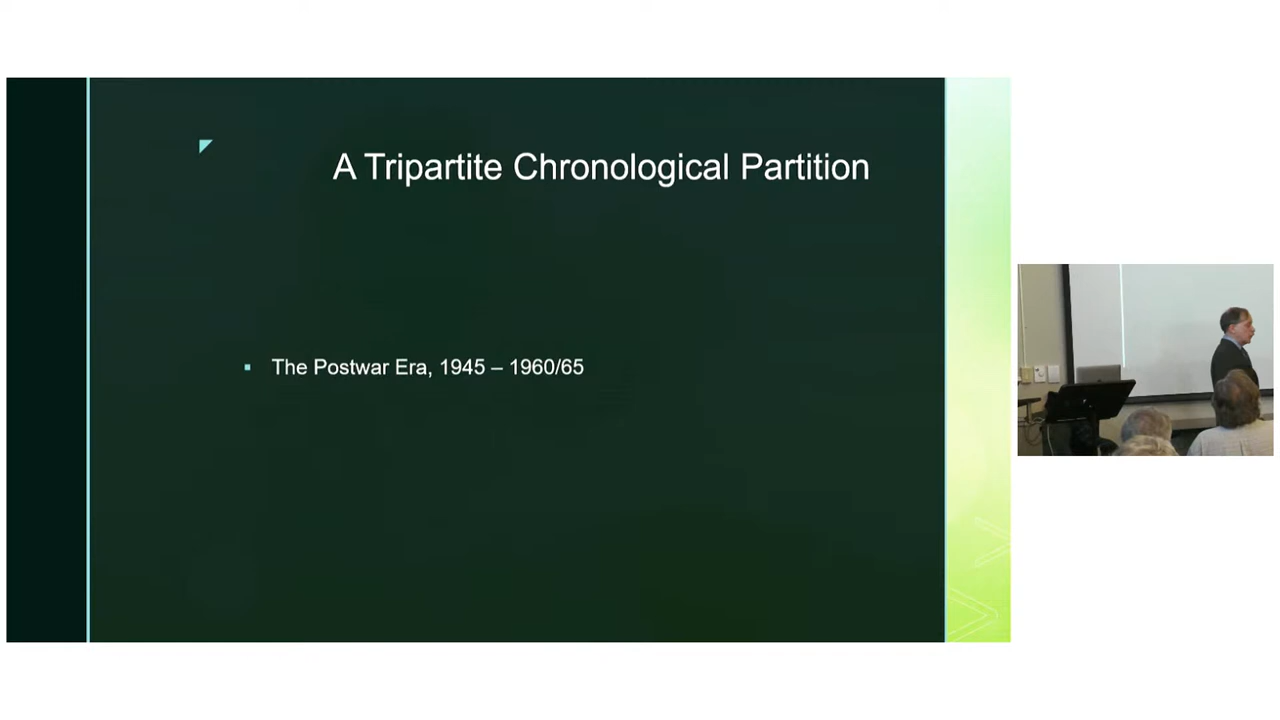 A Tripartite Chronological Partition
The Postwar Era, 1945 – 1960/65